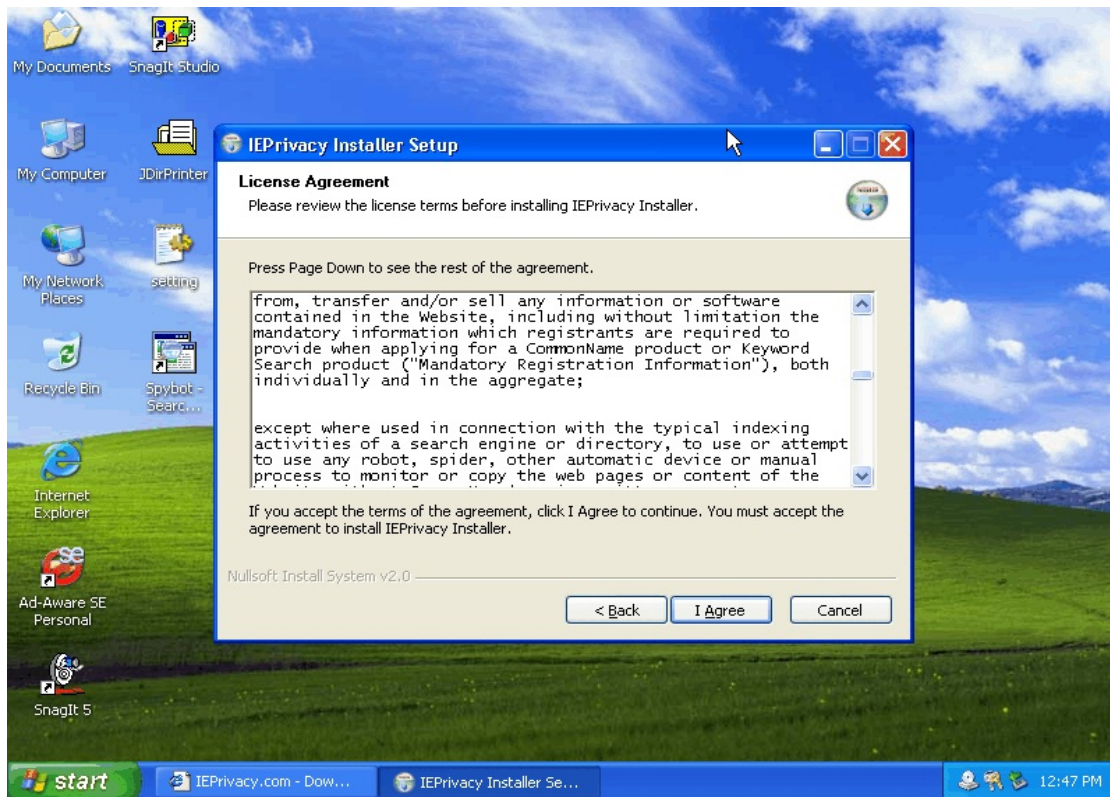 My Documents
SnagIt Studio
My Computer
JDirPrinter
My Network
Places
setting
Recycle Bin
Spybot -
Searc...
Internet
Explorer
Ad-Aware SE
Personal
SnagIt 5
IEPrivacy Installer Setup
License Agreement
Please review the license terms before installing IEPrivacy Installer.
Press Page Down to see the rest of the agreement.
from, transfer and/or sell any information or software
contained in the Website, including without limitation the
mandatory information which registrants are required to
provide when applying for a CommonName product or Keyword
Search product ("Mandatory Registration Information"), both
individually and in the aggregate;
except where used in connection with the typical indexing
activities of a search engine or directory, to use or attempt
to use any robot, spider, other automatic device or manual
process to monitor or copy the web pages or content of the
If you accept the terms of the agreement, click I Agree to continue. You must accept the
agreement to install IEPrivacy Installer.
Nullsoft Install System v2.0
< Back
I Agree
Cancel
start
IEPrivacy.com - Dow...
IEPrivacy Installer Se...
12:47 PM